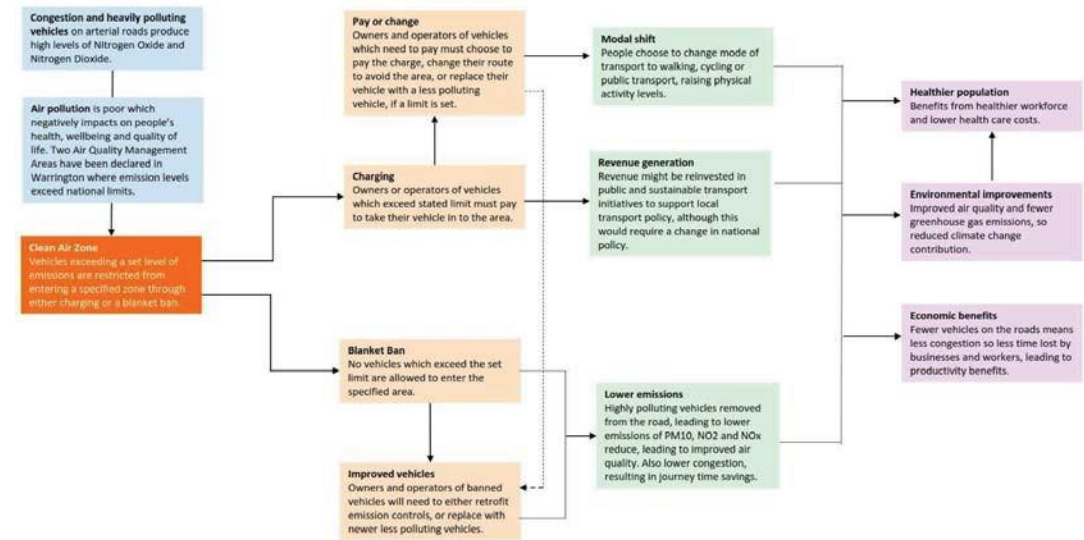 Congestion and heavily polluting
vehicles on arterial roads produce
high levels of Nitrogen Oxide and
Nitrogen Dioxide.
Air pollution is poor which
negatively impacts on people's
health, wellbeing and quality of
life. Two Air Quality Management
Areas have been declared in
Warrington where emission levels
exceed national limits.
Clean Air Zone
Vehicles exceeding a set level of
emissions are restricted from
entering a specified zone through
either charging or a blanket ban.
Pay or change
Owners and operators of vehicles
which need to pay must choose to
pay the charge, change their route
to avoid the area, or replace their
vehicle with a less polluting
vehicle, if a limit is set.
Charging
Owners or operators of vehicles
which exceed stated limit must pay
to take their vehicle in to the area.
Blanket Ban
No vehicles which exceed the set
limit are allowed to enter the
specified area.
Improved vehicles
Owners and operators of banned
vehicles will need to either retrofit
emission controls, or replace with
newer less polluting vehicles.
Modal shift
People choose to change mode of
transport to walking, cycling or
public transport, raising physical
activity levels.
Revenue generation
Revenue might be reinvested in
public and sustainable transport
initiatives to support local
transport policy, although this
would require a change in national
policy.
Lower emissions
Highly polluting vehicles removed
from the road, leading to lower
emissions of PM10, NO2 and NOx
reduce, leading to improved air
quality. Also lower congestion,
resulting in journey time savings.
Healthier population
Benefits from healthier workforce
and lower health care costs.
Environmental improvements
Improved air quality and fewer
greenhouse gas emissions, so
reduced climate change
contribution.
Economic benefits
Fewer vehicles on the roads means
less congestion so less time lost by
businesses and workers, leading to
productivity benefits.